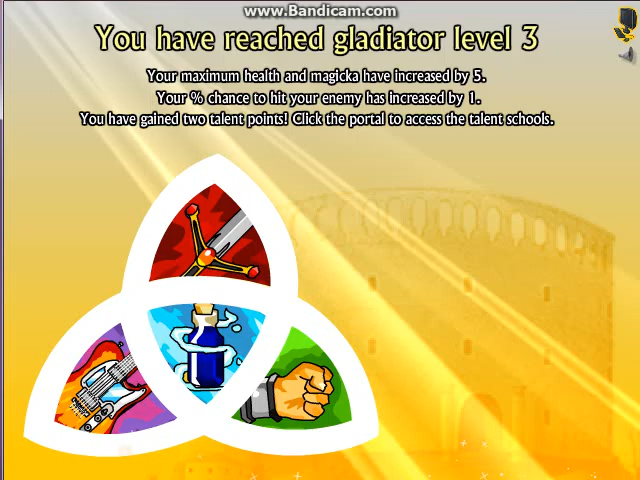 www.Bandicam.com
You have reached gladiator level 3
Your maximum health and magicka have increased by 5.
Your % chance to hit your enemy has increased by 1.
You have gained two talent points! Click the portal to access the talent schools.